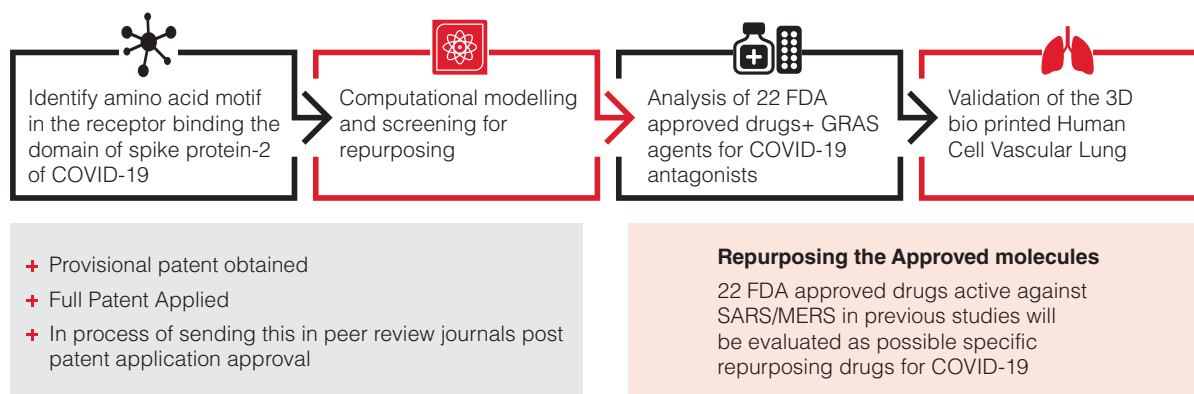 Identify amino acid motif
in the receptor binding the
domain of spike protein-2
of COVID-19
Computational modelling
and screening for
repurposing
Analysis of 22 FDA
approved drugs+ GRAS
agents for COVID-19
antagonists
Validation of the 3D
bio printed Human
Cell Vascular Lung
+ Provisional patent obtained
+ Full Patent Applied
+ In process of sending this in peer review journals post
patent application approval
Repurposing the Approved molecules
22 FDA approved drugs active against
SARS/MERS in previous studies will
be evaluated as possible specific
repurposing drugs for COVID-19